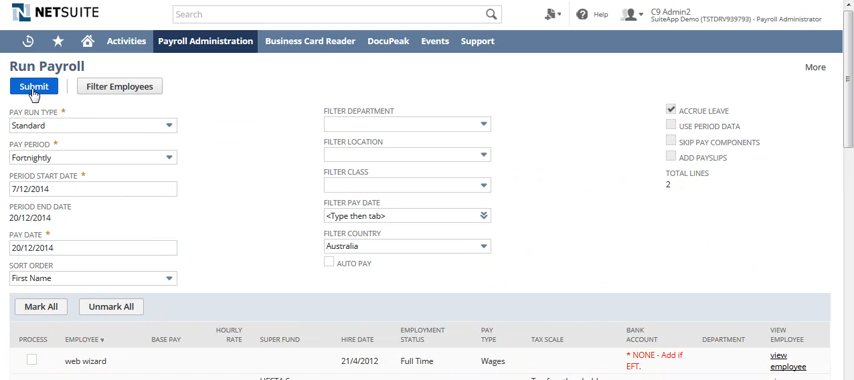 NETSUITE
Search
Help
C9 Admin2
SuiteApp Demo (TSTDRV939793) - Payroll Administrator
Activities Payroll Administration Business Card Reader DocuPeak Events Support
Run Payroll
More
Submit Filter Employees
PAY RUN TYPE *
Standard
PAY PERIOD *
Fortnightly
PERIOD START DATE *
7/12/2014
PERIOD END DATE
20/12/2014
PAY DATE *
20/12/2014
SORT ORDER
First Name
FILTER DEPARTMENT
FILTER LOCATION
FILTER CLASS
FILTER PAY DATE
<Type then tab>
FILTER COUNTRY
Australia
AUTO PAY
ACCRUE LEAVE
USE PERIOD DATA
SKIP PAY COMPONENTS
ADD PAYSLIPS
TOTAL LINES
2
Mark All Unmark All
PROCESS EMPLOYEE BASE PAY HOURLY RATE SUPER FUND HIRE DATE EMPLOYMENT STATUS PAY TYPE TAX SCALE BANK ACCOUNT DEPARTMENT VIEW EMPLOYEE
web wizard 21/4/2012 Full Time Wages * NONE - Add if EFT. view employee